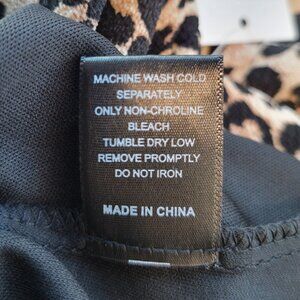 MACHINE WASH COLD
SEPARATELY
ONLY NON-CHROLINE
BLEACH
TUMBLE DRY LOW
REMOVE PROMPTLY
DO NOT IRON
MADE IN CHINA